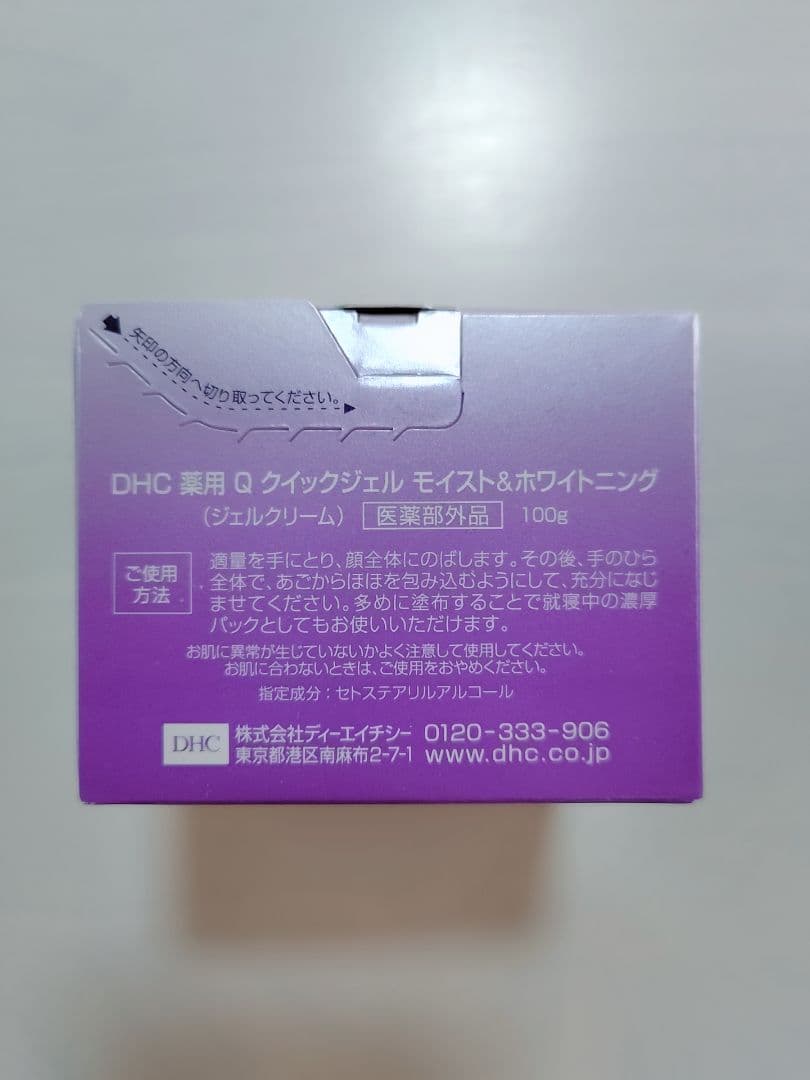 矢印の方向へ切り取ってください。
DHC 薬用 Q クイックジェル モイスト&ホワイトニング
（ジェルクリーム） 医薬部外品 100g
ご使用
方法
適量を手にとり、顔全体にのばします。その後、手のひら
全体で、あごからほほを包み込むようにして、充分になじ
ませてください。多めに塗布することで就寝中の濃厚
パックとしてもお使いいただけます。
お肌に異常が生じていないかよく注意して使用してください。
お肌に合わないときは、ご使用をおやめください。
指定成分：セトステアリルアルコール
DHC
株式会社ディーエイチシー 0120-333-906
東京都港区南麻布2-7-1 www.dhc.co.jp